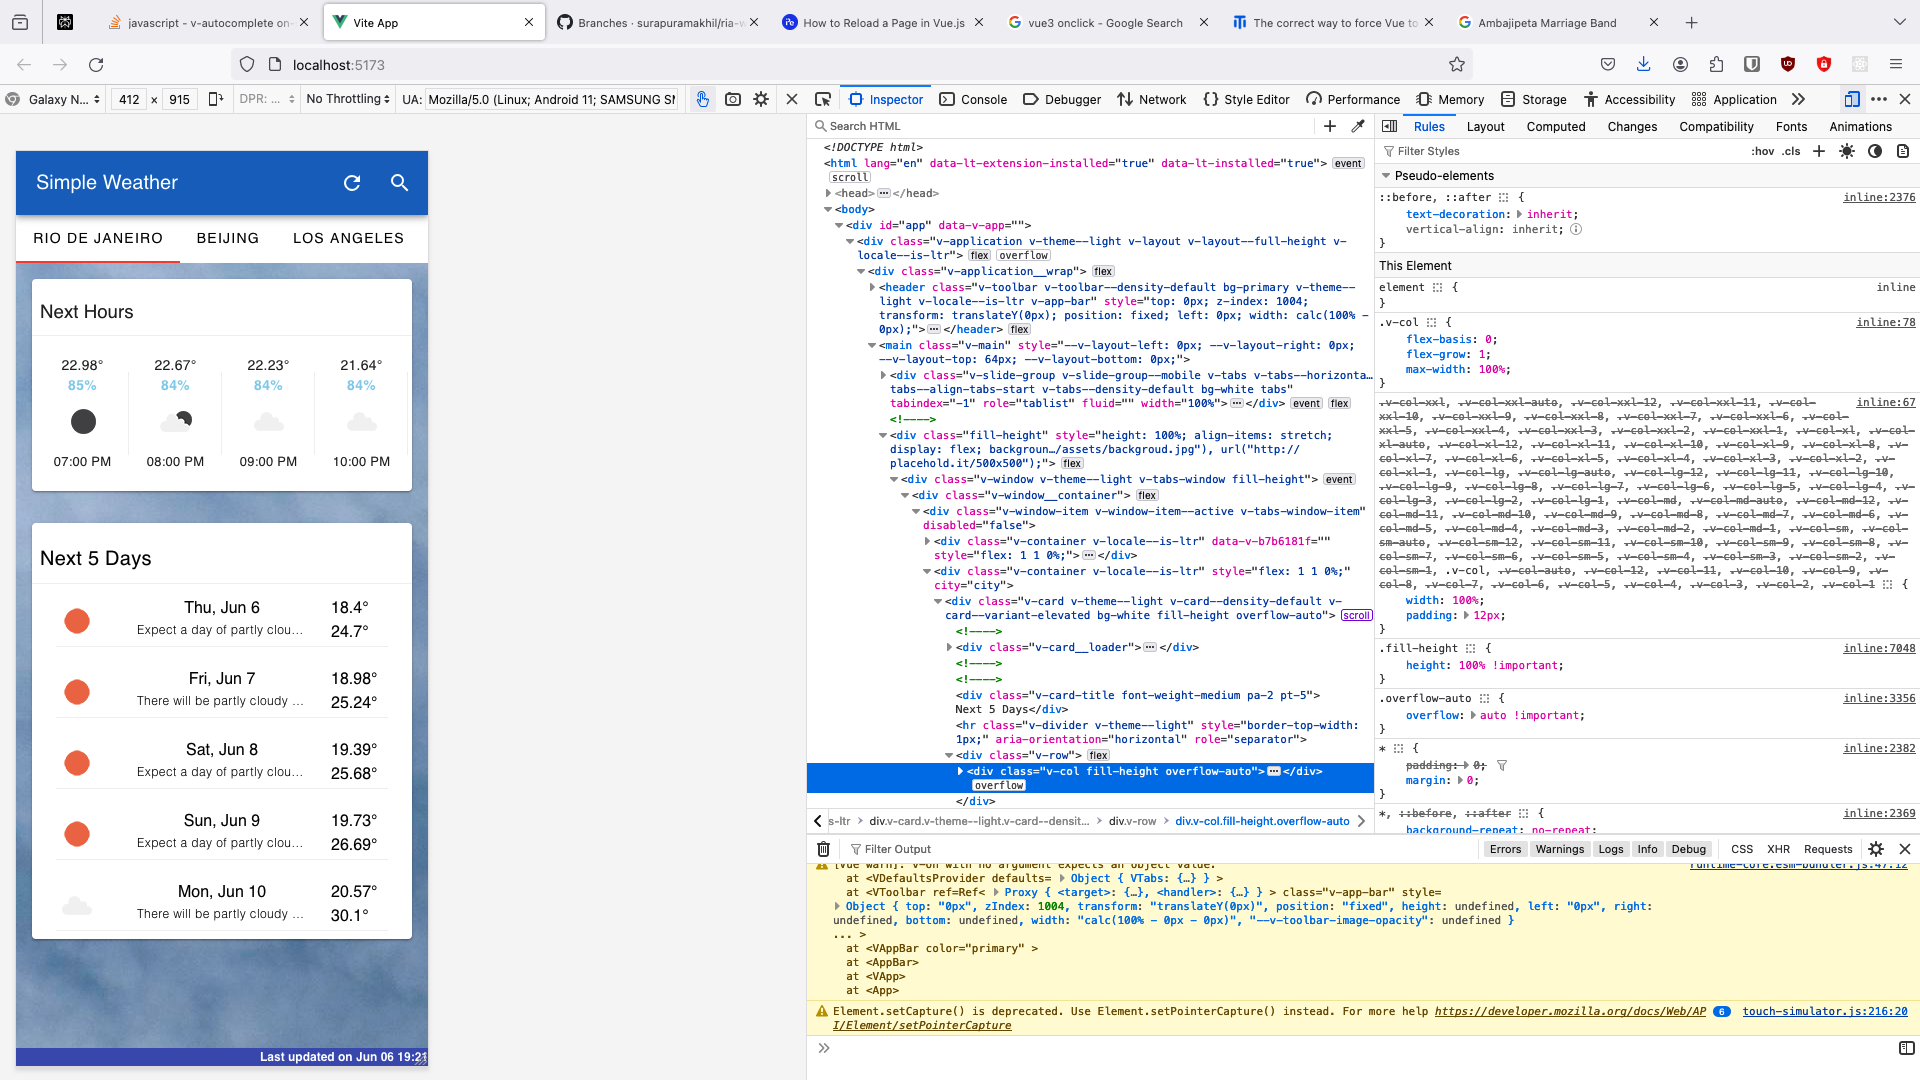 javascript - v-autocomplete on-
Vite App
Branches · surapuramakhil/ria-w
How to Reload a Page in Vue.js
vue3 onclick - Google Search
The correct way to force Vue to
Ambajipeta Marriage Band
localhost:5173
Galaxy N... 412 × 915 DPR: ... No Throttling UA: Mozilla/5.0 (Linux; Android 11; SAMSUNG SM
Inspector Console Debugger Network Style Editor Performance Memory Storage Accessibility Application
Simple Weather
RIO DE JANEIRO BEIJING LOS ANGELES
Next Hours
22.98° 22.67° 22.23° 21.64°
85% 84% 84% 84%
07:00 PM 08:00 PM 09:00 PM 10:00 PM
Next 5 Days
Thu, Jun 6 18.4°
Expect a day of partly clou... 24.7°
Fri, Jun 7 18.98°
There will be partly cloudy ... 25.24°
Sat, Jun 8 19.39°
Expect a day of partly clou... 25.68°
Sun, Jun 9 19.73°
Expect a day of partly clou... 26.69°
Mon, Jun 10 20.57°
There will be partly cloudy ... 30.1°
Last updated on Jun 06 19:21
Search HTML
<!DOCTYPE html>
<html lang="en" data-lt-extension-installed="true" data-lt-installed="true"> event
scroll
<head> ··· </head>
<body>
<div id="app" data-v-app="">
<div class="v-application v-theme--light v-layout v-layout--full-height v-
locale--is-ltr"> flex overflow
<div class="v-application__wrap"> flex
<header class="v-toolbar v-toolbar--density-default bg-primary v-theme--
light v-locale--is-ltr v-app-bar" style="top: 0px; z-index: 1004;
transform: translateY(0px); position: fixed; left: 0px; width: calc(100% -
0px);"> ··· </header> flex
<main class="v-main" style="--v-layout-left: 0px; --v-layout-right: 0px;
--v-layout-top: 64px; --v-layout-bottom: 0px;">
<div class="v-slide-group v-slide-group--mobile v-tabs v-tabs--horizonta...
tabs--align-tabs-start v-tabs--density-default bg-white tabs"
tabindex="-1" role="tablist" fluid="" width="100%"> ··· </div> event flex
<!---->
<div class="fill-height" style="height: 100%; align-items: stretch;
display: flex; backgroun…/assets/backgroud.jpg"), url("http://
placehold.it/500x500");"> flex
<div class="v-window v-theme--light v-tabs-window fill-height"> event
<div class="v-window__container"> flex
<div class="v-window-item v-window-item--active v-tabs-window-item"
disabled="false">
<div class="v-container v-locale--is-ltr" data-v-b7b6181f=""
style="flex: 1 1 0%;"> ··· </div>
<div class="v-container v-locale--is-ltr" style="flex: 1 1 0%;"
city="city">
<div class="v-card v-theme--light v-card--density-default v-
card--variant-elevated bg-white fill-height overflow-auto"> scroll
<!---->
<div class="v-card__loader"> ··· </div>
<!---->
<!---->
<div class="v-card-title font-weight-medium pa-2 pt-5">
Next 5 Days</div>
<hr class="v-divider v-theme--light" style="border-top-width:
1px;" aria-orientation="horizontal" role="separator">
<div class="v-row"> flex
<div class="v-col fill-height overflow-auto"> ··· </div>
overflow
</div>
s-ltr div.v-card.v-theme--light.v-card--densit... div.v-row div.v-col.fill-height.overflow-auto
Rules Layout Computed Changes Compatibility Fonts Animations
Filter Styles :hov .cls
Pseudo-elements
::before, ::after { inline:2376
text-decoration: inherit;
vertical-align: inherit;
}
This Element
element { inline
}
.v-col { inline:78
flex-basis: 0;
flex-grow: 1;
max-width: 100%;
}
.v-col-xxl, .v-col-xxl-auto, .v-col-xxl-12, .v-col-xxl-11, .v-col- inline:67
xxl-10, .v-col-xxl-9, .v-col-xxl-8, .v-col-xxl-7, .v-col-xxl-6, .v-col-
xxl-5, .v-col-xxl-4, .v-col-xxl-3, .v-col-xxl-2, .v-col-xxl-1, .v-col-xl, .v-col-
xl-auto, .v-col-xl-12, .v-col-xl-11, .v-col-xl-10, .v-col-xl-9, .v-col-xl-8, .v-
col-xl-7, .v-col-xl-6, .v-col-xl-5, .v-col-xl-4, .v-col-xl-3, .v-col-xl-2, .v-
col-xl-1, .v-col-lg, .v-col-lg-auto, .v-col-lg-12, .v-col-lg-11, .v-col-lg-10,
.v-col-lg-9, .v-col-lg-8, .v-col-lg-7, .v-col-lg-6, .v-col-lg-5, .v-col-lg-4, .v-
col-lg-3, .v-col-lg-2, .v-col-lg-1, .v-col-md, .v-col-md-auto, .v-col-md-12, .v-
col-md-11, .v-col-md-10, .v-col-md-9, .v-col-md-8, .v-col-md-7, .v-col-md-6, .v-
col-md-5, .v-col-md-4, .v-col-md-3, .v-col-md-2, .v-col-md-1, .v-col-sm, .v-col-
sm-auto, .v-col-sm-12, .v-col-sm-11, .v-col-sm-10, .v-col-sm-9, .v-col-sm-8, .v-
col-sm-7, .v-col-sm-6, .v-col-sm-5, .v-col-sm-4, .v-col-sm-3, .v-col-sm-2, .v-
col-sm-1, .v-col, .v-col-auto, .v-col-12, .v-col-11, .v-col-10, .v-col-9, .v-
col-8, .v-col-7, .v-col-6, .v-col-5, .v-col-4, .v-col-3, .v-col-2, .v-col-1 {
width: 100%;
padding: 12px;
}
.fill-height { inline:7048
height: 100% !important;
}
.overflow-auto { inline:3356
overflow: auto !important;
}
* { inline:2382
padding: 0;
margin: 0;
}
*, ::before, ::after { inline:2369
background-repeat: no-repeat;
Filter Output Errors Warnings Logs Info Debug CSS XHR Requests
[Vue warn]: v-on with no argument expects an object value. runtime-core.esm-bundler.js:47:12
at <VDefaultsProvider defaults= Object { VTabs: {…} } >
at <VToolbar ref=Ref< Proxy { <target>: {…}, <handler>: {…} } > class="v-app-bar" style=
Object { top: "0px", zIndex: 1004, transform: "translateY(0px)", position: "fixed", height: undefined, left: "0px", right:
undefined, bottom: undefined, width: "calc(100% - 0px - 0px)", "--v-toolbar-image-opacity": undefined }
... >
at <VAppBar color="primary" >
at <AppBar>
at <VApp>
at <App>
Element.setCapture() is deprecated. Use Element.setPointerCapture() instead. For more help https://developer.mozilla.org/docs/Web/AP 6 touch-simulator.js:216:20
I/Element/setPointerCapture